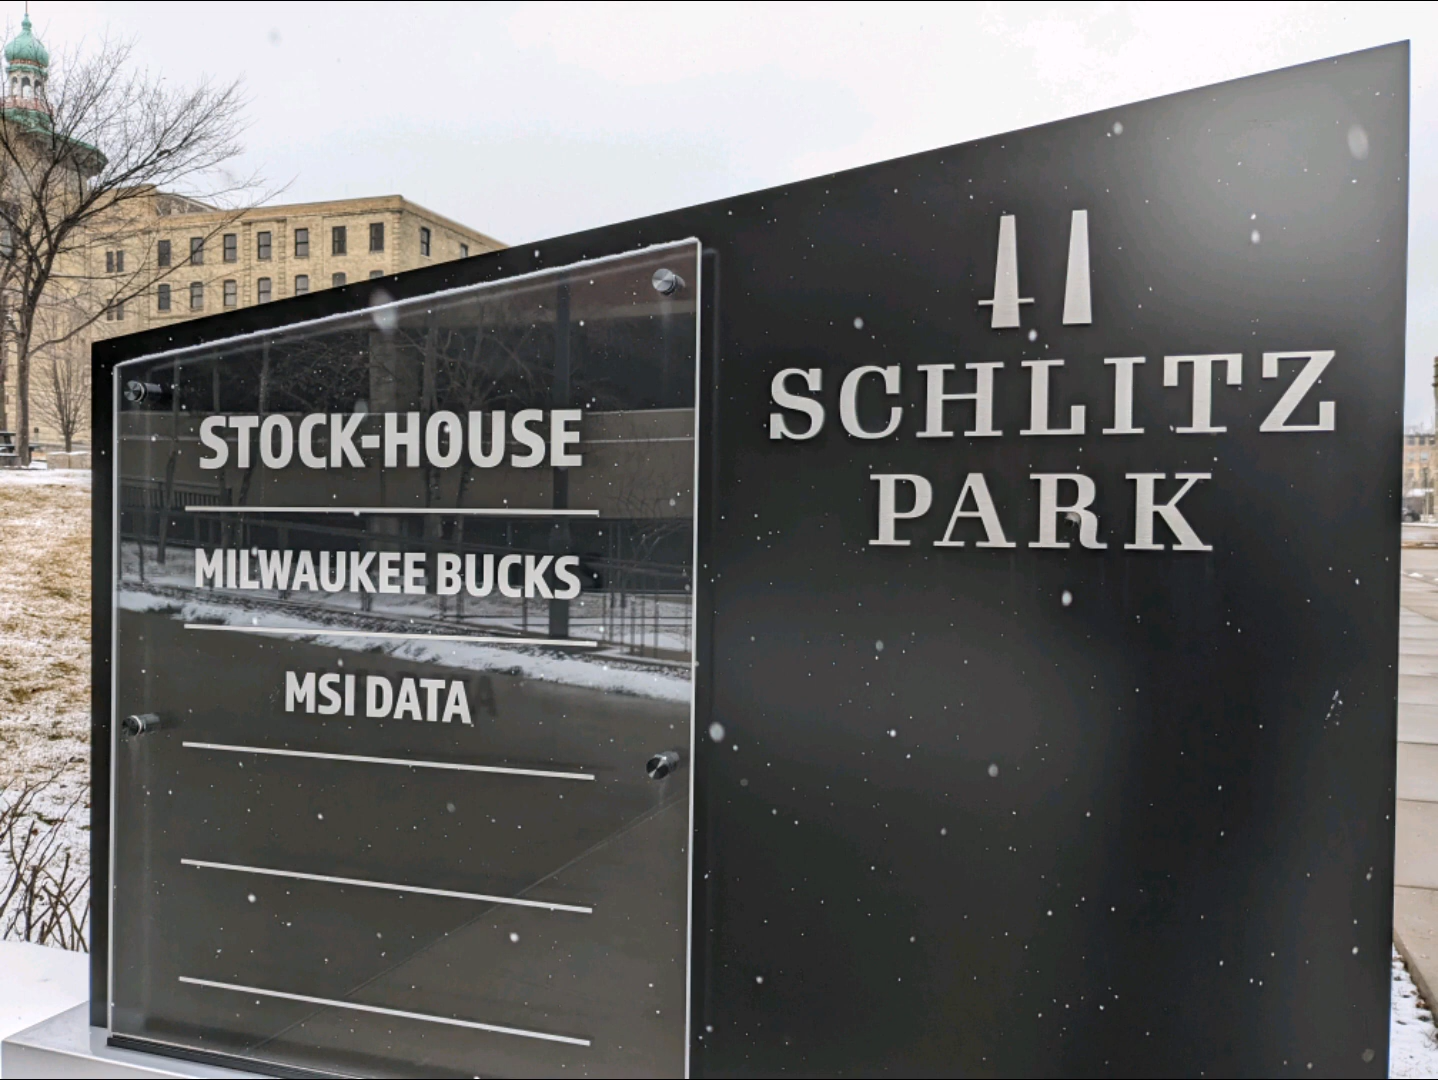 STOCK-HOUSE
MILWAUKEE BUCKS
MSI DATA
SCHLITZ
PARK